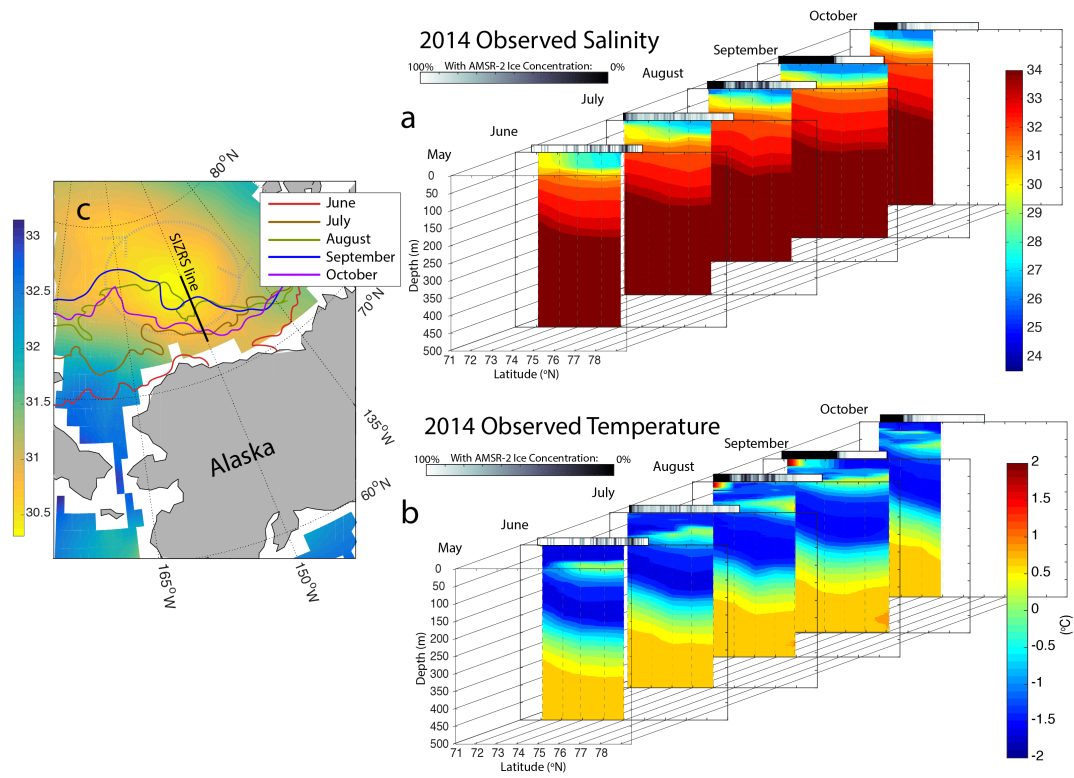 2014 Observed Salinity
100% With AMSR-2 Ice Concentration: 0%
a
May
June
July
August
September
October
0
50
100
150
200
250
300
350
400
450
500
Depth (m)
71 72 73 74 75 76 77 78
Latitude (°N)
34
33
32
31
30
29
28
27
26
25
24
c
33
32.5
32
31.5
31
30.5
80°N
70°N
60°N
135°W
150°W
165°W
SIZRS line
Alaska
June
July
August
September
October
2014 Observed Temperature
100% With AMSR-2 Ice Concentration: 0%
b
May
June
July
August
September
October
0
50
100
150
200
250
300
350
400
450
500
Depth (m)
71 72 73 74 75 76 77 78
Latitude (°N)
2
1.5
1
0.5
0
-0.5
-1
-1.5
-2
(°C)